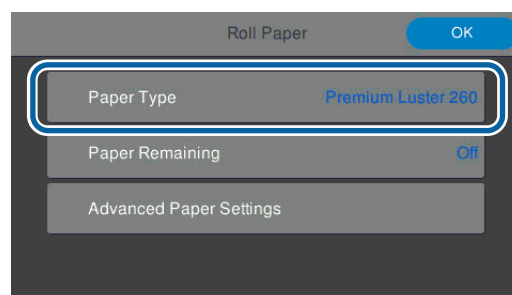 Roll Paper OK
Paper Type Premium Luster 260
Paper Remaining Off
Advanced Paper Settings